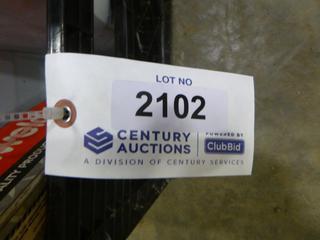 LOT NO
2102
CENTURY AUCTIONS
POWERED BY
ClubBid
A DIVISION OF CENTURY SERVICES